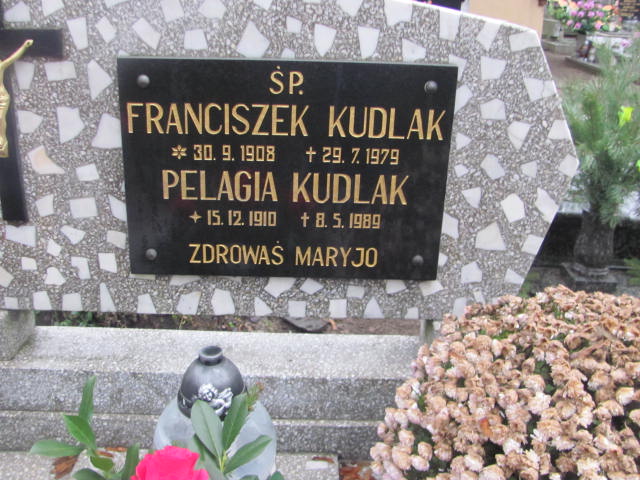 ŚP.
FRANCISZEK KUDLAK
* 30.9.1908 + 29.7.1979
PELAGIA KUDLAK
+ 15.12.1910 + 8.5.1989
ZDROWAŚ MARYJO